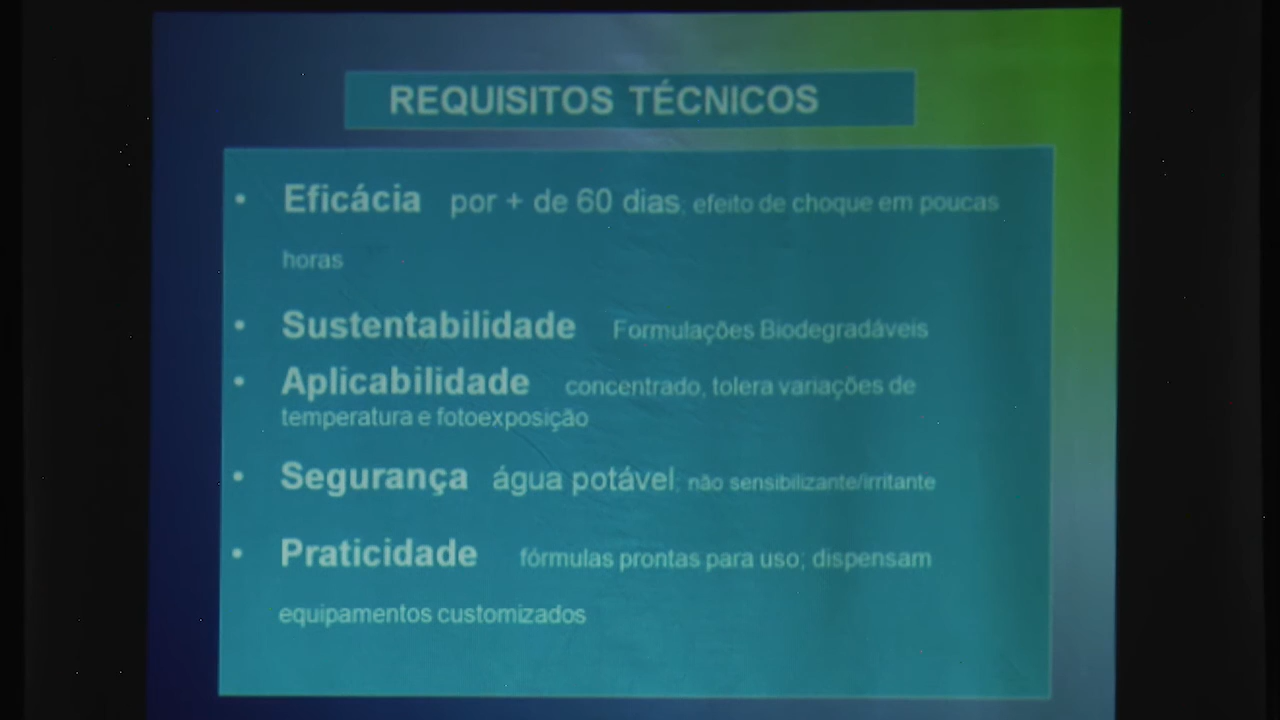 REQUISITOS TÉCNICOS
• Eficácia por + de 60 dias; efeito de choque em poucas
horas
• Sustentabilidade Formulações Biodegradáveis
• Aplicabilidade concentrado, tolera variações de
temperatura e fotoexposição
• Segurança água potável; não sensibilizante/irritante
• Praticidade fórmulas prontas para uso; dispensam
equipamentos customizados